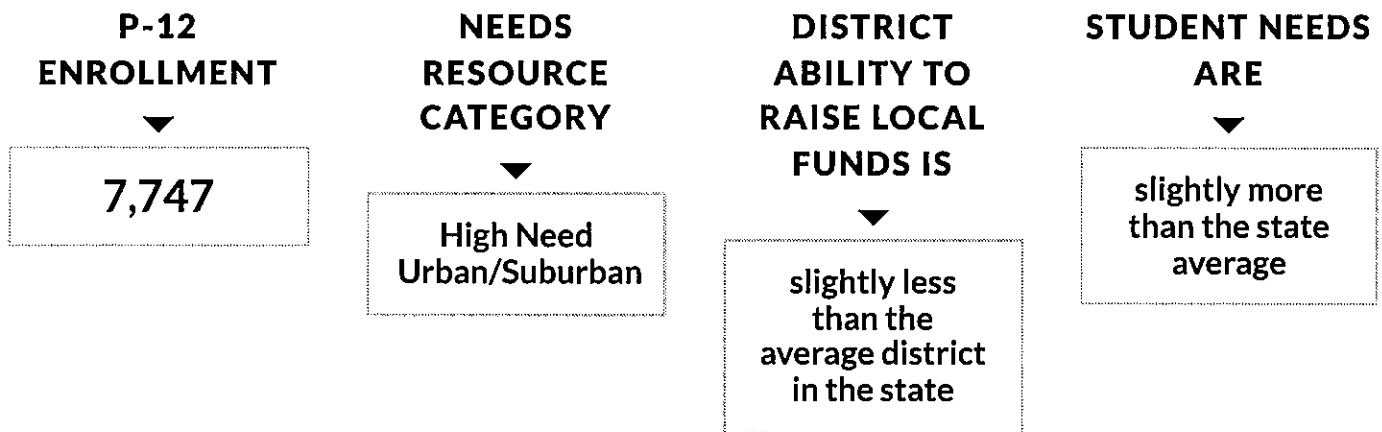 P-12
ENROLLMENT
7,747
NEEDS
RESOURCE
CATEGORY
High Need
Urban/Suburban
DISTRICT
ABILITY TO
RAISE LOCAL
FUNDS IS
slightly less
than the
average district
in the state
STUDENT NEEDS
ARE
slightly more
than the state
average